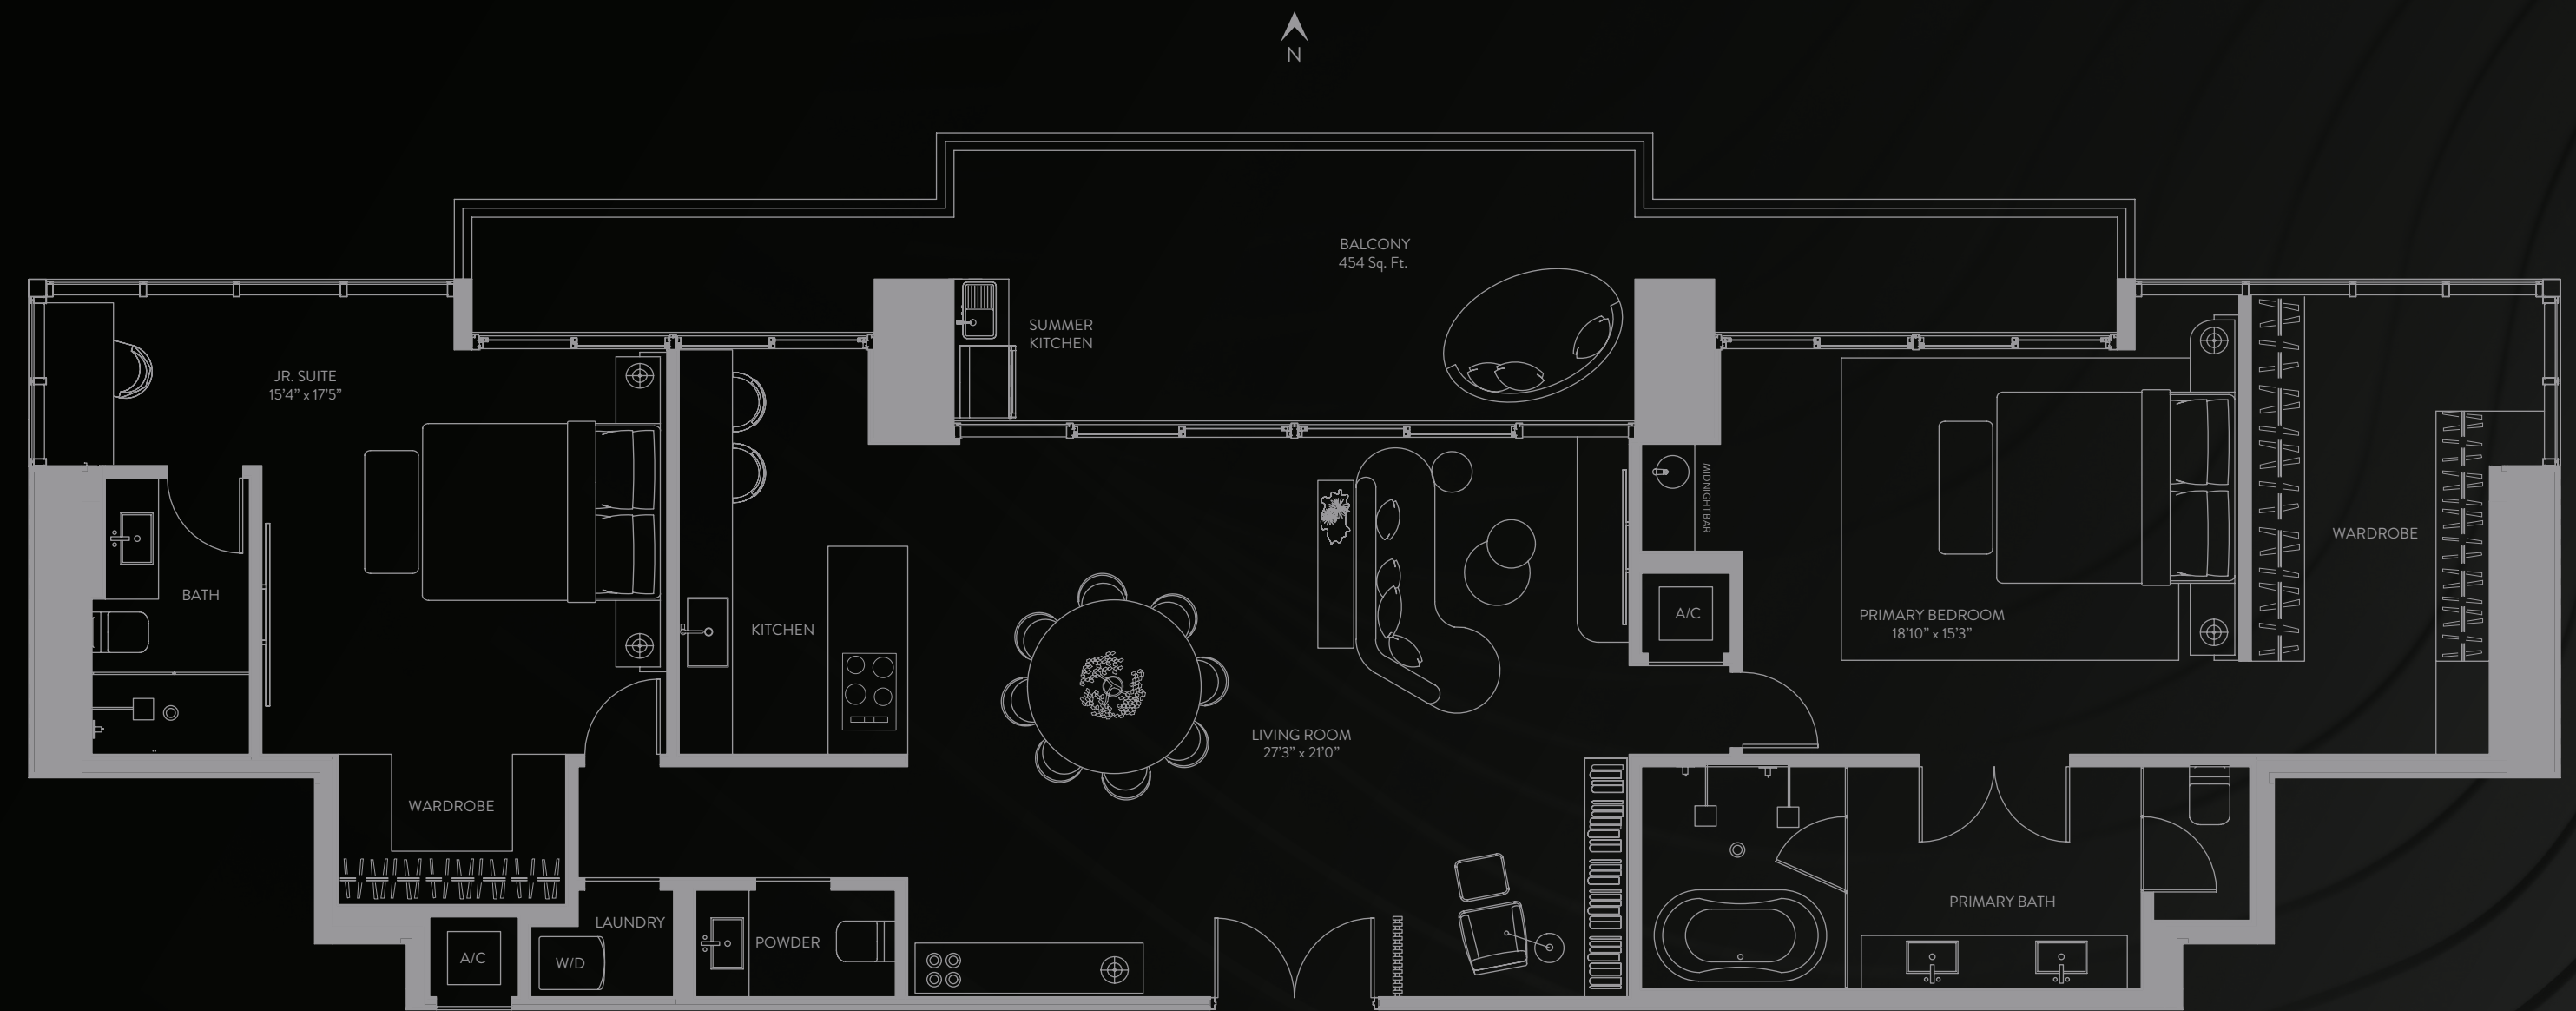 N
BALCONY
454 Sq. Ft.
SUMMER
KITCHEN
JR. SUITE
15'4” x 17'5”
MIDNIGHT BAR
WARDROBE
BATH
KITCHEN
A/C
PRIMARY BEDROOM
18'10” x 15'3”
LIVING ROOM
27'3” x 21'0”
WARDROBE
PRIMARY BATH
LAUNDRY
POWDER
A/C
W/D